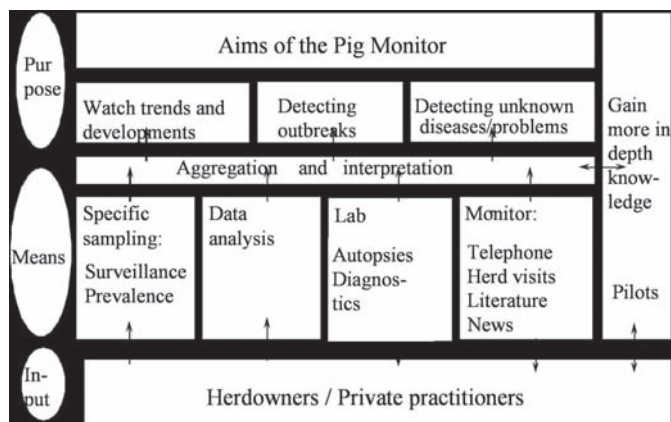 Pur
pose
Aims of the Pig Monitor
Watch trends and
developments
Detecting
outbreaks
Detecting unknown
diseases/problems
Gain
more in
depth
know-
ledge
Aggregation and interpretation
Means
Specific
sampling:
Surveillance
Prevalence
Data
analysis
Lab
Autopsies
Diagnos-
tics
Monitor:
Telephone
Herd visits
Literature
News
Pilots
In-
put
Herdowners / Private practitioners